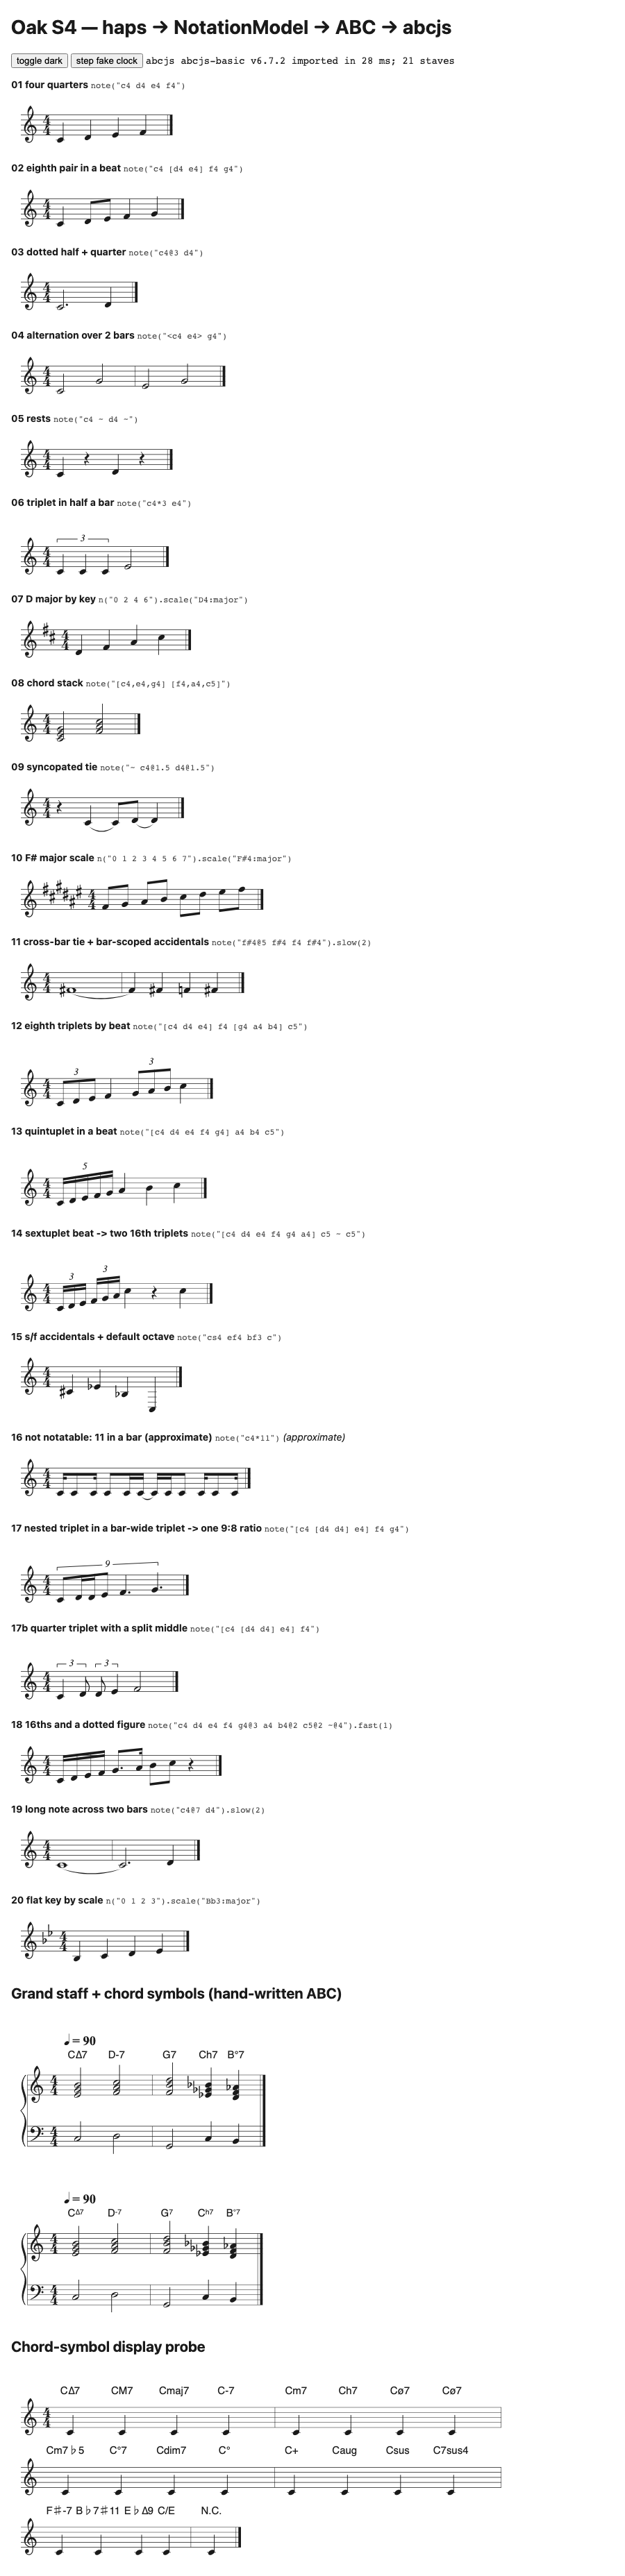 Oak S4 — haps → NotationModel → ABC → abcjs
toggle dark step fake clock abcjs abcjs-basic v6.7.2 imported in 28 ms; 21 staves
01 four quarters note("c4 d4 e4 f4")
02 eighth pair in a beat note("c4 [d4 e4] f4 g4")
03 dotted half + quarter note("c4@3 d4")
04 alternation over 2 bars note("<c4 e4> g4")
05 rests note("c4 ~ d4 ~")
06 triplet in half a bar note("c4*3 e4")
3
07 D major by key n("0 2 4 6").scale("D4:major")
08 chord stack note("[c4,e4,g4] [f4,a4,c5]")
09 syncopated tie note("~ c4@1.5 d4@1.5")
10 F# major scale n("0 1 2 3 4 5 6 7").scale("F#4:major")
11 cross-bar tie + bar-scoped accidentals note("f#4@5 f#4 f4 f#4").slow(2)
12 eighth triplets by beat note("[c4 d4 e4] f4 [g4 a4 b4] c5")
3 3
13 quintuplet in a beat note("[c4 d4 e4 f4 g4] a4 b4 c5")
5
14 sextuplet beat -> two 16th triplets note("[c4 d4 e4 f4 g4 a4] c5 ~ c5")
3 3
15 s/f accidentals + default octave note("cs4 ef4 bf3 c")
16 not notatable: 11 in a bar (approximate) note("c4*11") (approximate)
17 nested triplet in a bar-wide triplet -> one 9:8 ratio note("[c4 [d4 d4] e4] f4 g4")
9
17b quarter triplet with a split middle note("[c4 [d4 d4] e4] f4")
3 3
18 16ths and a dotted figure note("c4 d4 e4 f4 g4@3 a4 b4@2 c5@2 ~@4").fast(1)
19 long note across two bars note("c4@7 d4").slow(2)
20 flat key by scale n("0 1 2 3").scale("Bb3:major")
Grand staff + chord symbols (hand-written ABC)
= 90
C∆7 D-7 G7 Ch7 B°7
= 90
C∆7 D-7 G7 Ch7 B°7
Chord-symbol display probe
C∆7 CM7 Cmaj7 C-7 Cm7 Ch7 Cø7 Cø7
Cm7♭5 C°7 Cdim7 C° C+ Caug Csus C7sus4
F♯-7 B♭7♯11 E♭∆9 C/E N.C.